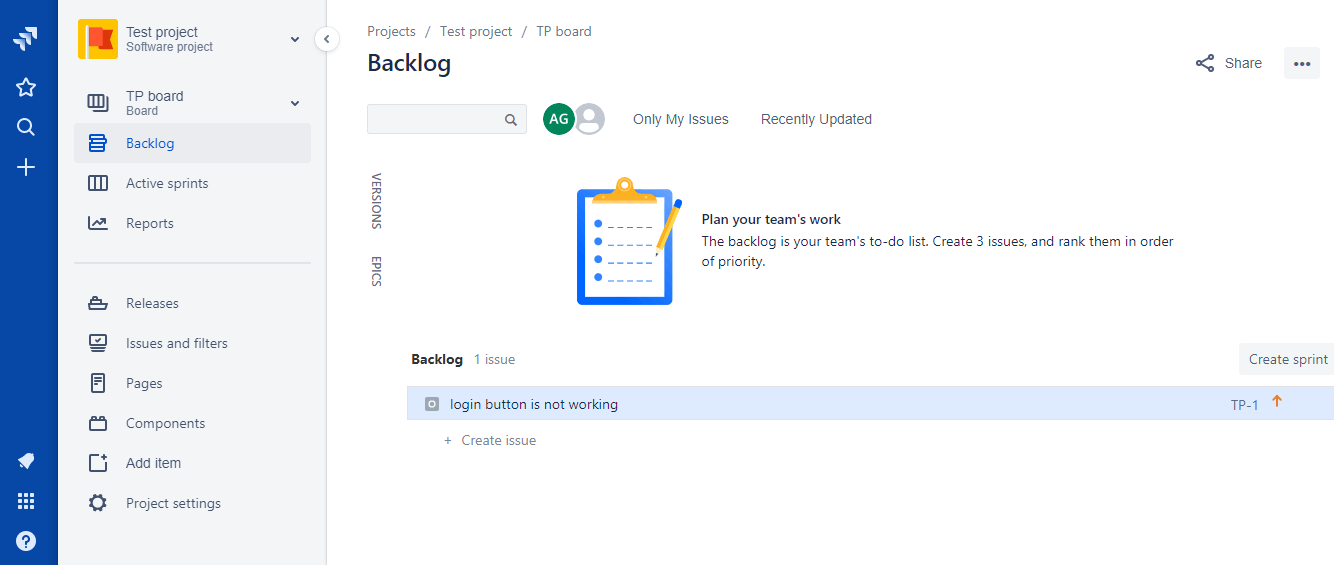 Test project
Software project
TP board
Board
Backlog
Active sprints
Reports
Releases
Issues and filters
Pages
Components
Add item
Project settings
?
Projects / Test project / TP board
Backlog
Share
AG
Only My Issues
Recently Updated
VERSIONS
EPICS
Plan your team's work
The backlog is your team's to-do list. Create 3 issues, and rank them in order
of priority.
Backlog 1 issue
Create sprint
login button is not working
TP-1
+ Create issue